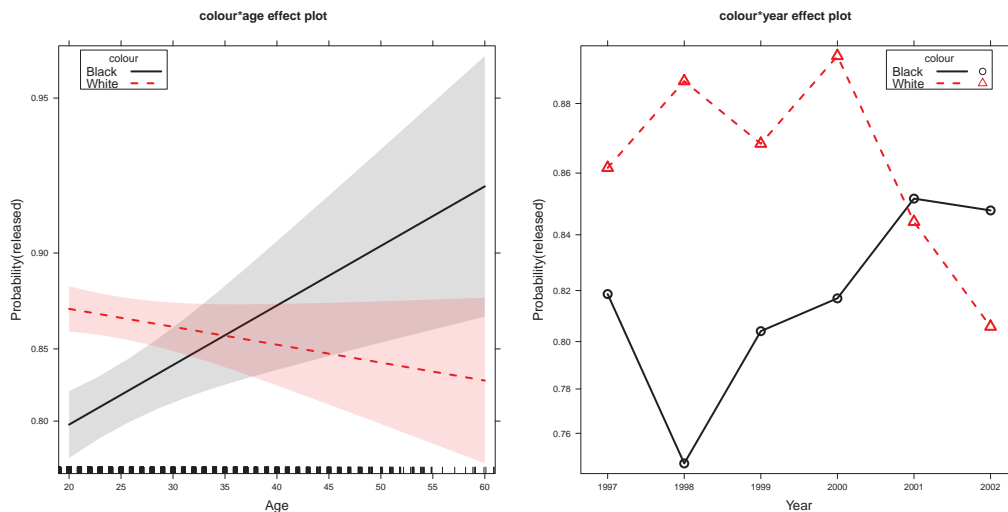 colour*age effect plot
colour
Black
White
Probability(released)
0.95
0.90
0.85
0.80
20 25 30 35 40 45 50 55 60
Age
colour*year effect plot
colour
Black
White
Probability(released)
0.88
0.86
0.84
0.82
0.80
0.78
0.76
1997 1998 1999 2000 2001 2002
Year